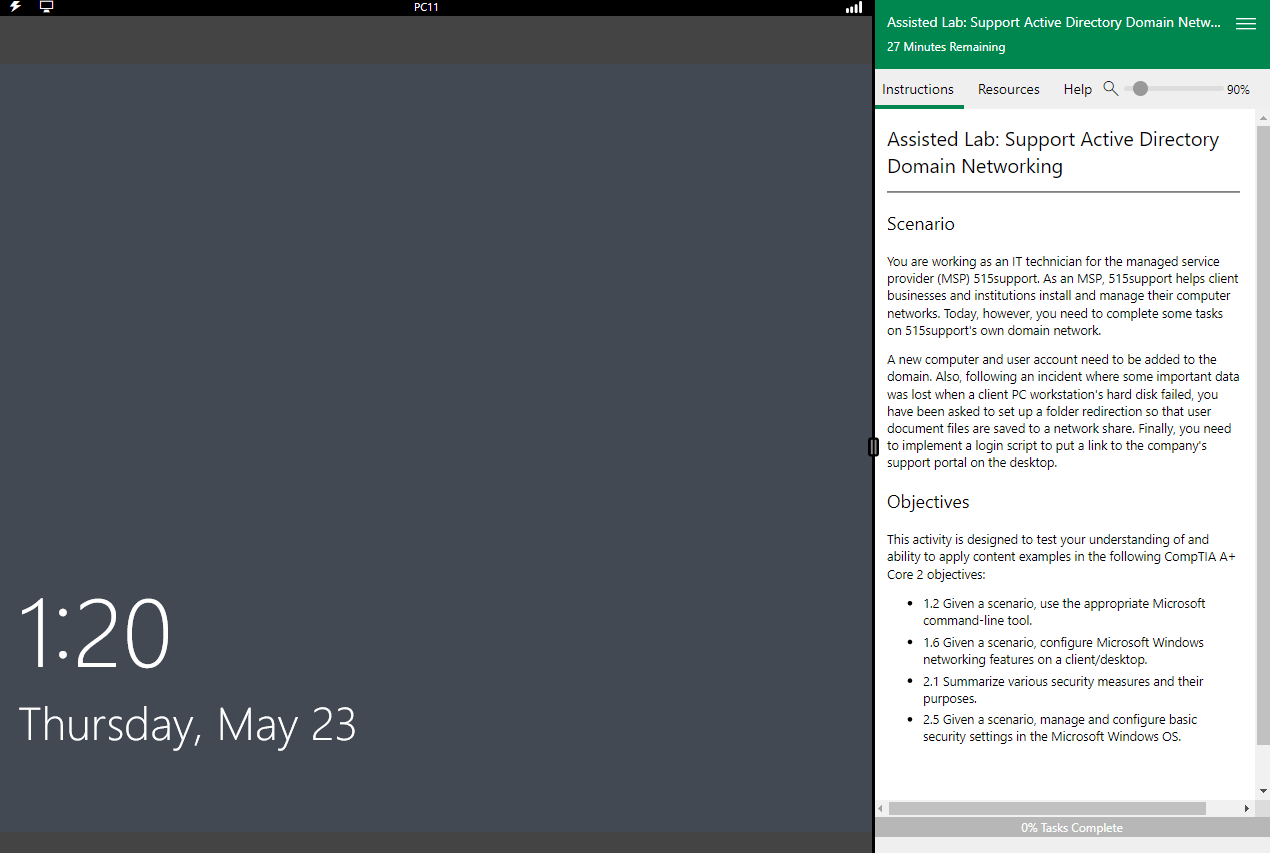 PC11
1:20
Thursday, May 23
Assisted Lab: Support Active Directory Domain Netw...
27 Minutes Remaining
Instructions Resources Help 90%
Assisted Lab: Support Active Directory
Domain Networking
Scenario
You are working as an IT technician for the managed service
provider (MSP) 515support. As an MSP, 515support helps client
businesses and institutions install and manage their computer
networks. Today, however, you need to complete some tasks
on 515support's own domain network.
A new computer and user account need to be added to the
domain. Also, following an incident where some important data
was lost when a client PC workstation's hard disk failed, you
have been asked to set up a folder redirection so that user
document files are saved to a network share. Finally, you need
to implement a login script to put a link to the company's
support portal on the desktop.
Objectives
This activity is designed to test your understanding of and
ability to apply content examples in the following CompTIA A+
Core 2 objectives:
• 1.2 Given a scenario, use the appropriate Microsoft
command-line tool.
• 1.6 Given a scenario, configure Microsoft Windows
networking features on a client/desktop.
• 2.1 Summarize various security measures and their
purposes.
• 2.5 Given a scenario, manage and configure basic
security settings in the Microsoft Windows OS.
0% Tasks Complete